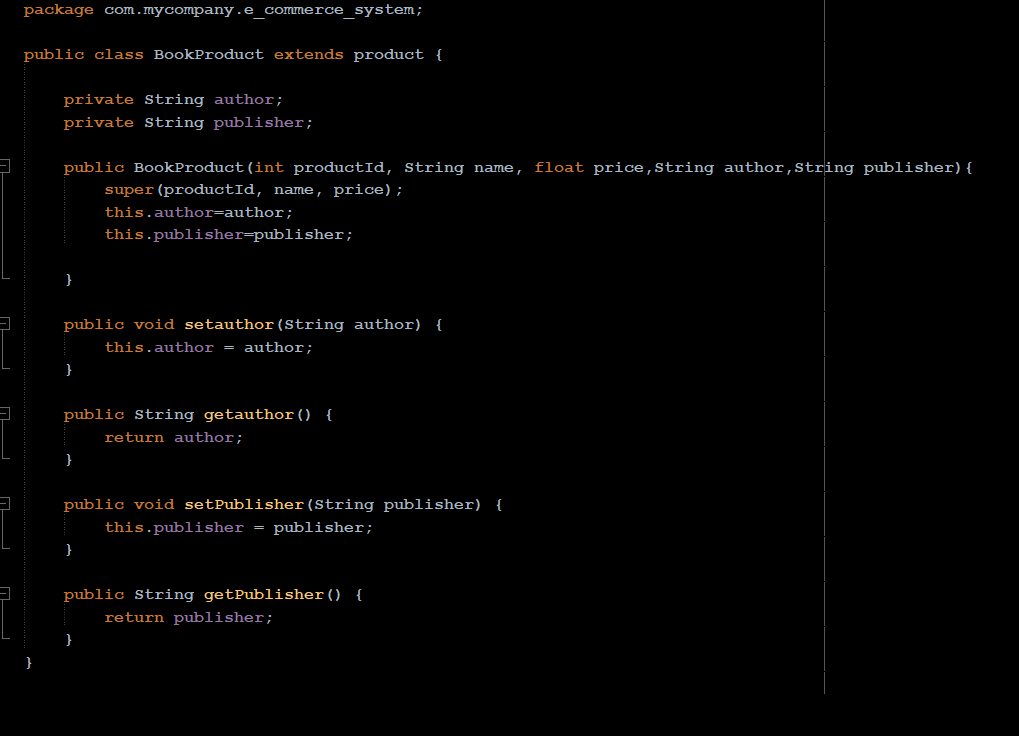 package com.mycompany.e_commerce_system;
public class BookProduct extends product {
private String author;
private String publisher;
public BookProduct(int productId, String name, float price,String author,String publisher){
super(productId, name, price);
this.author=author;
this.publisher=publisher;
}
public void setauthor(String author) {
this.author = author;
}
public String getauthor() {
return author;
}
public void setPublisher(String publisher) {
this.publisher = publisher;
}
public String getPublisher() {
return publisher;
}
}